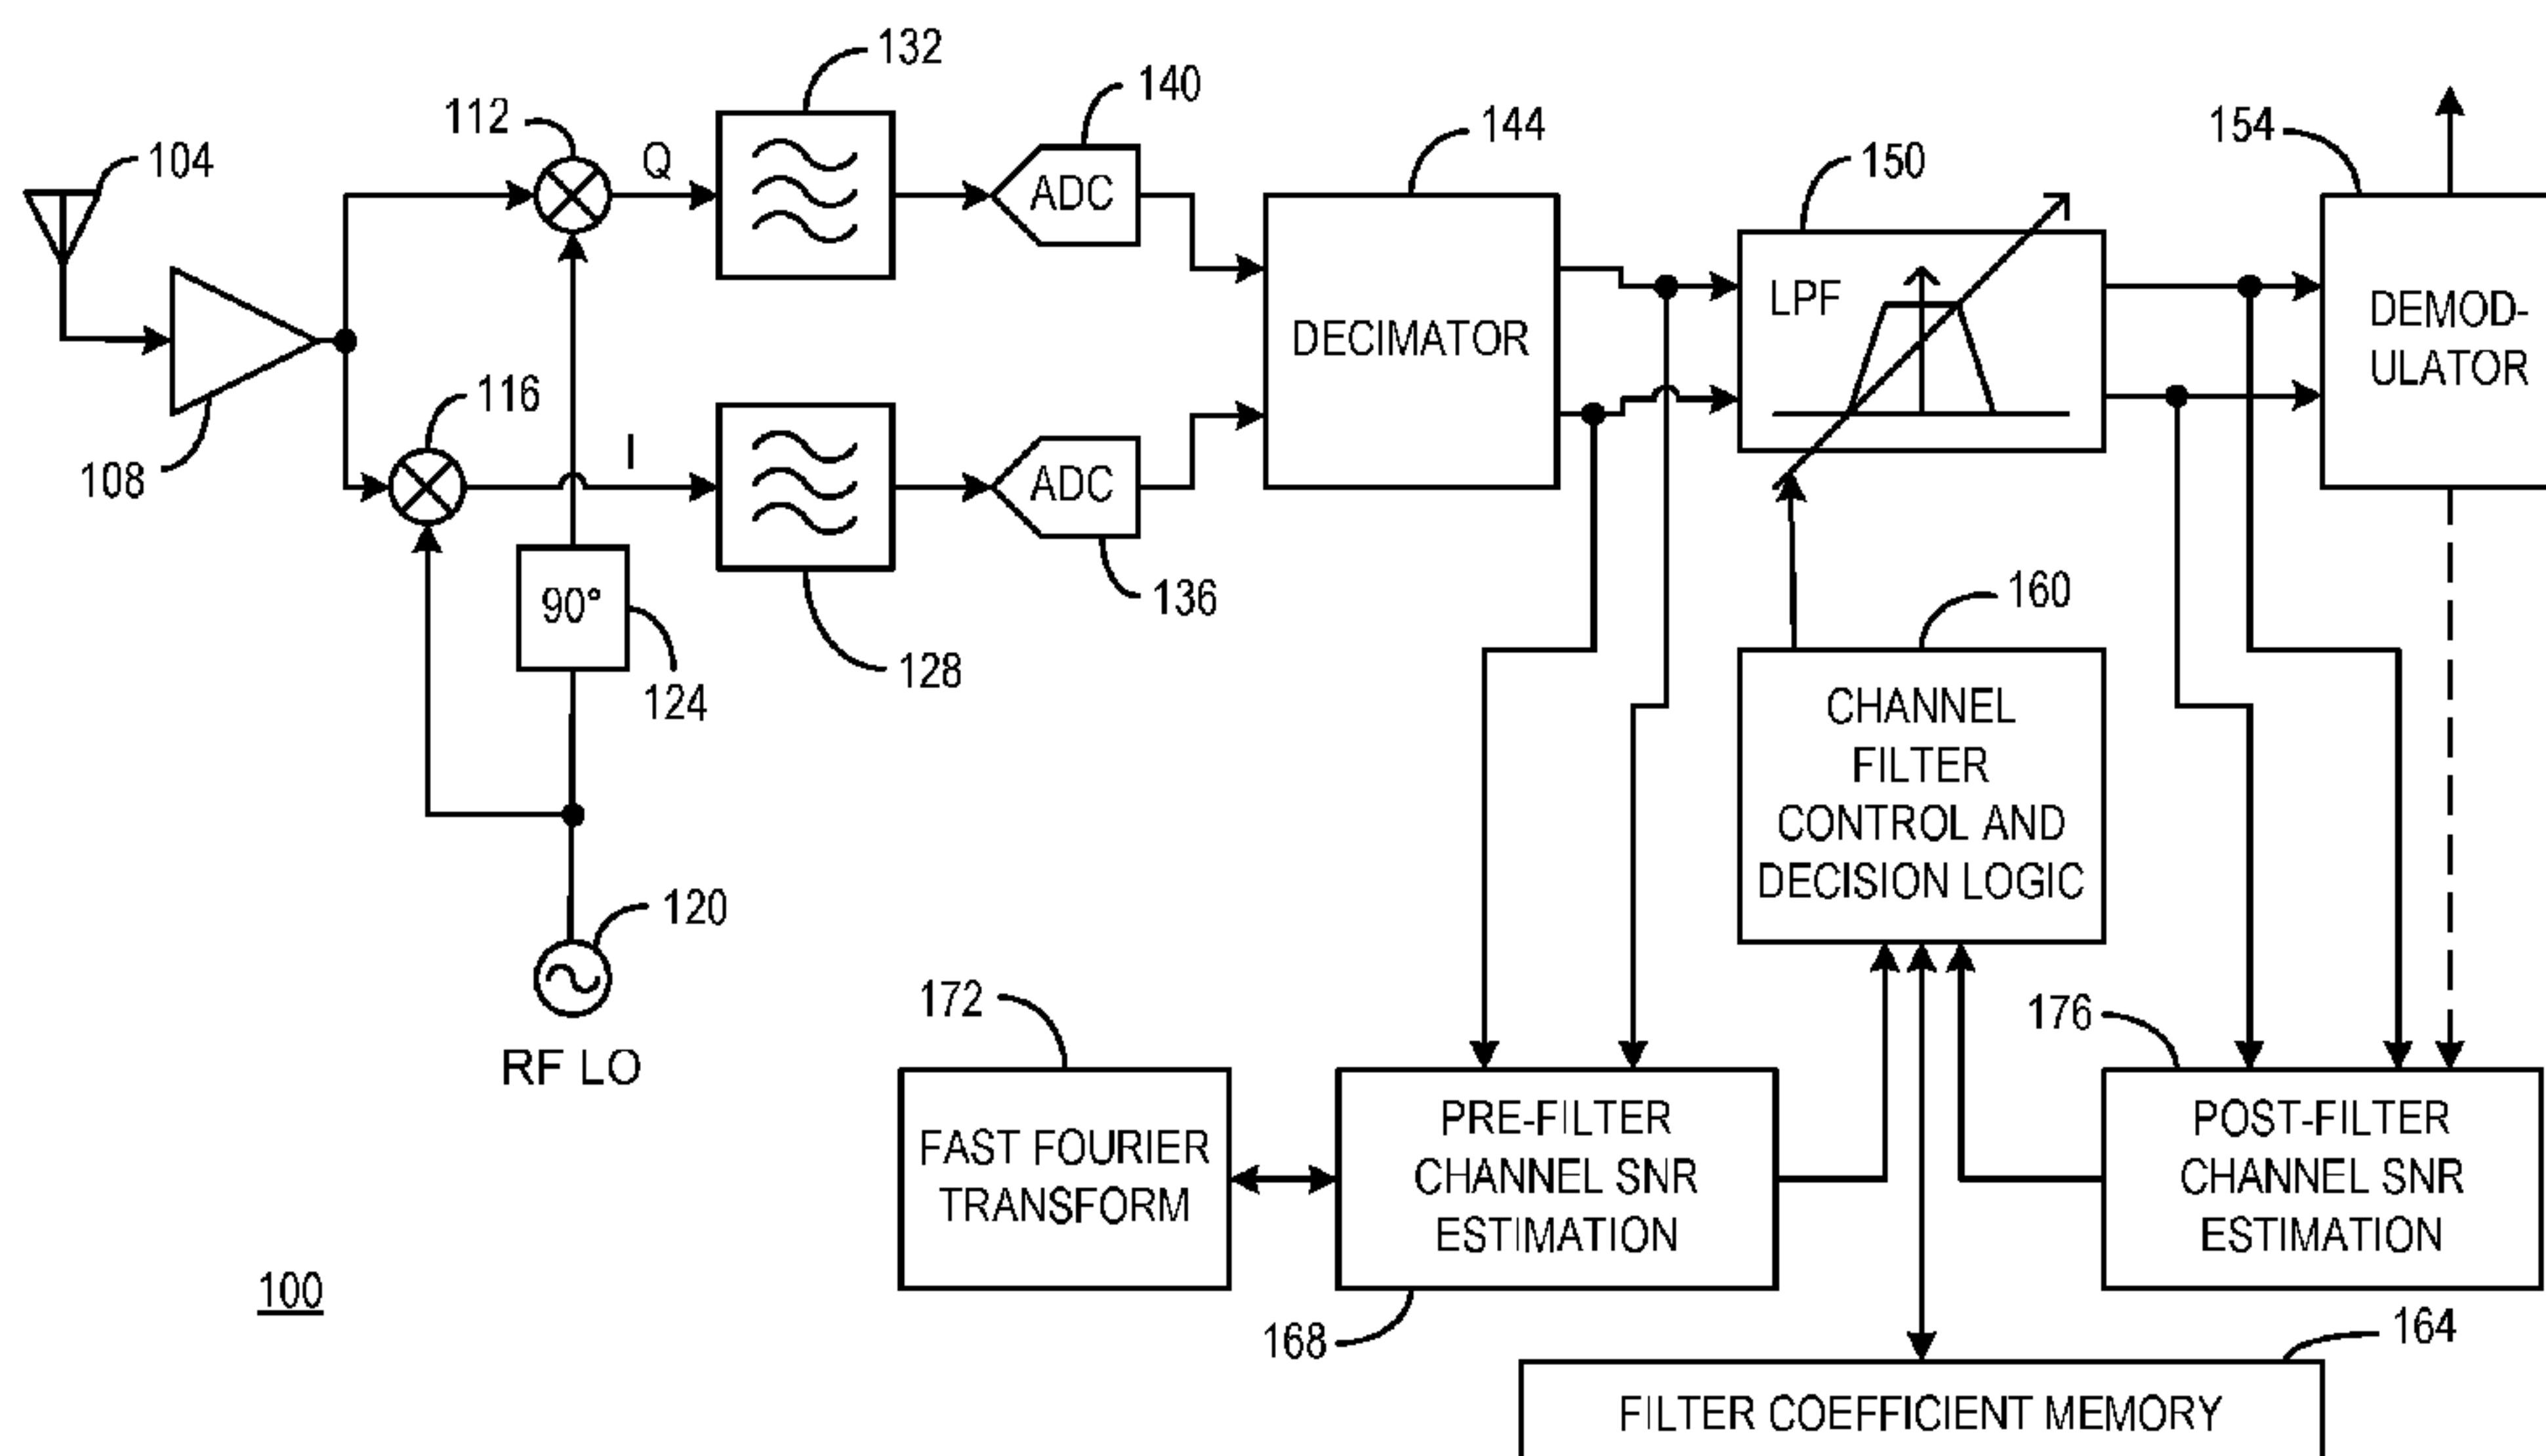 132
140
112
Q
144
154
104
150
ADC
LPF
DECIMATOR
DEMOD-
ULATOR
116
I
108
ADC
90°
136
160
128
124
CHANNEL
FILTER
CONTROL AND
DECISION LOGIC
120
RF LO
172
176
FAST FOURIER
TRANSFORM
PRE-FILTER
CHANNEL SNR
ESTIMATION
POST-FILTER
CHANNEL SNR
ESTIMATION
100
168
164
FILTER COEFFICIENT MEMORY